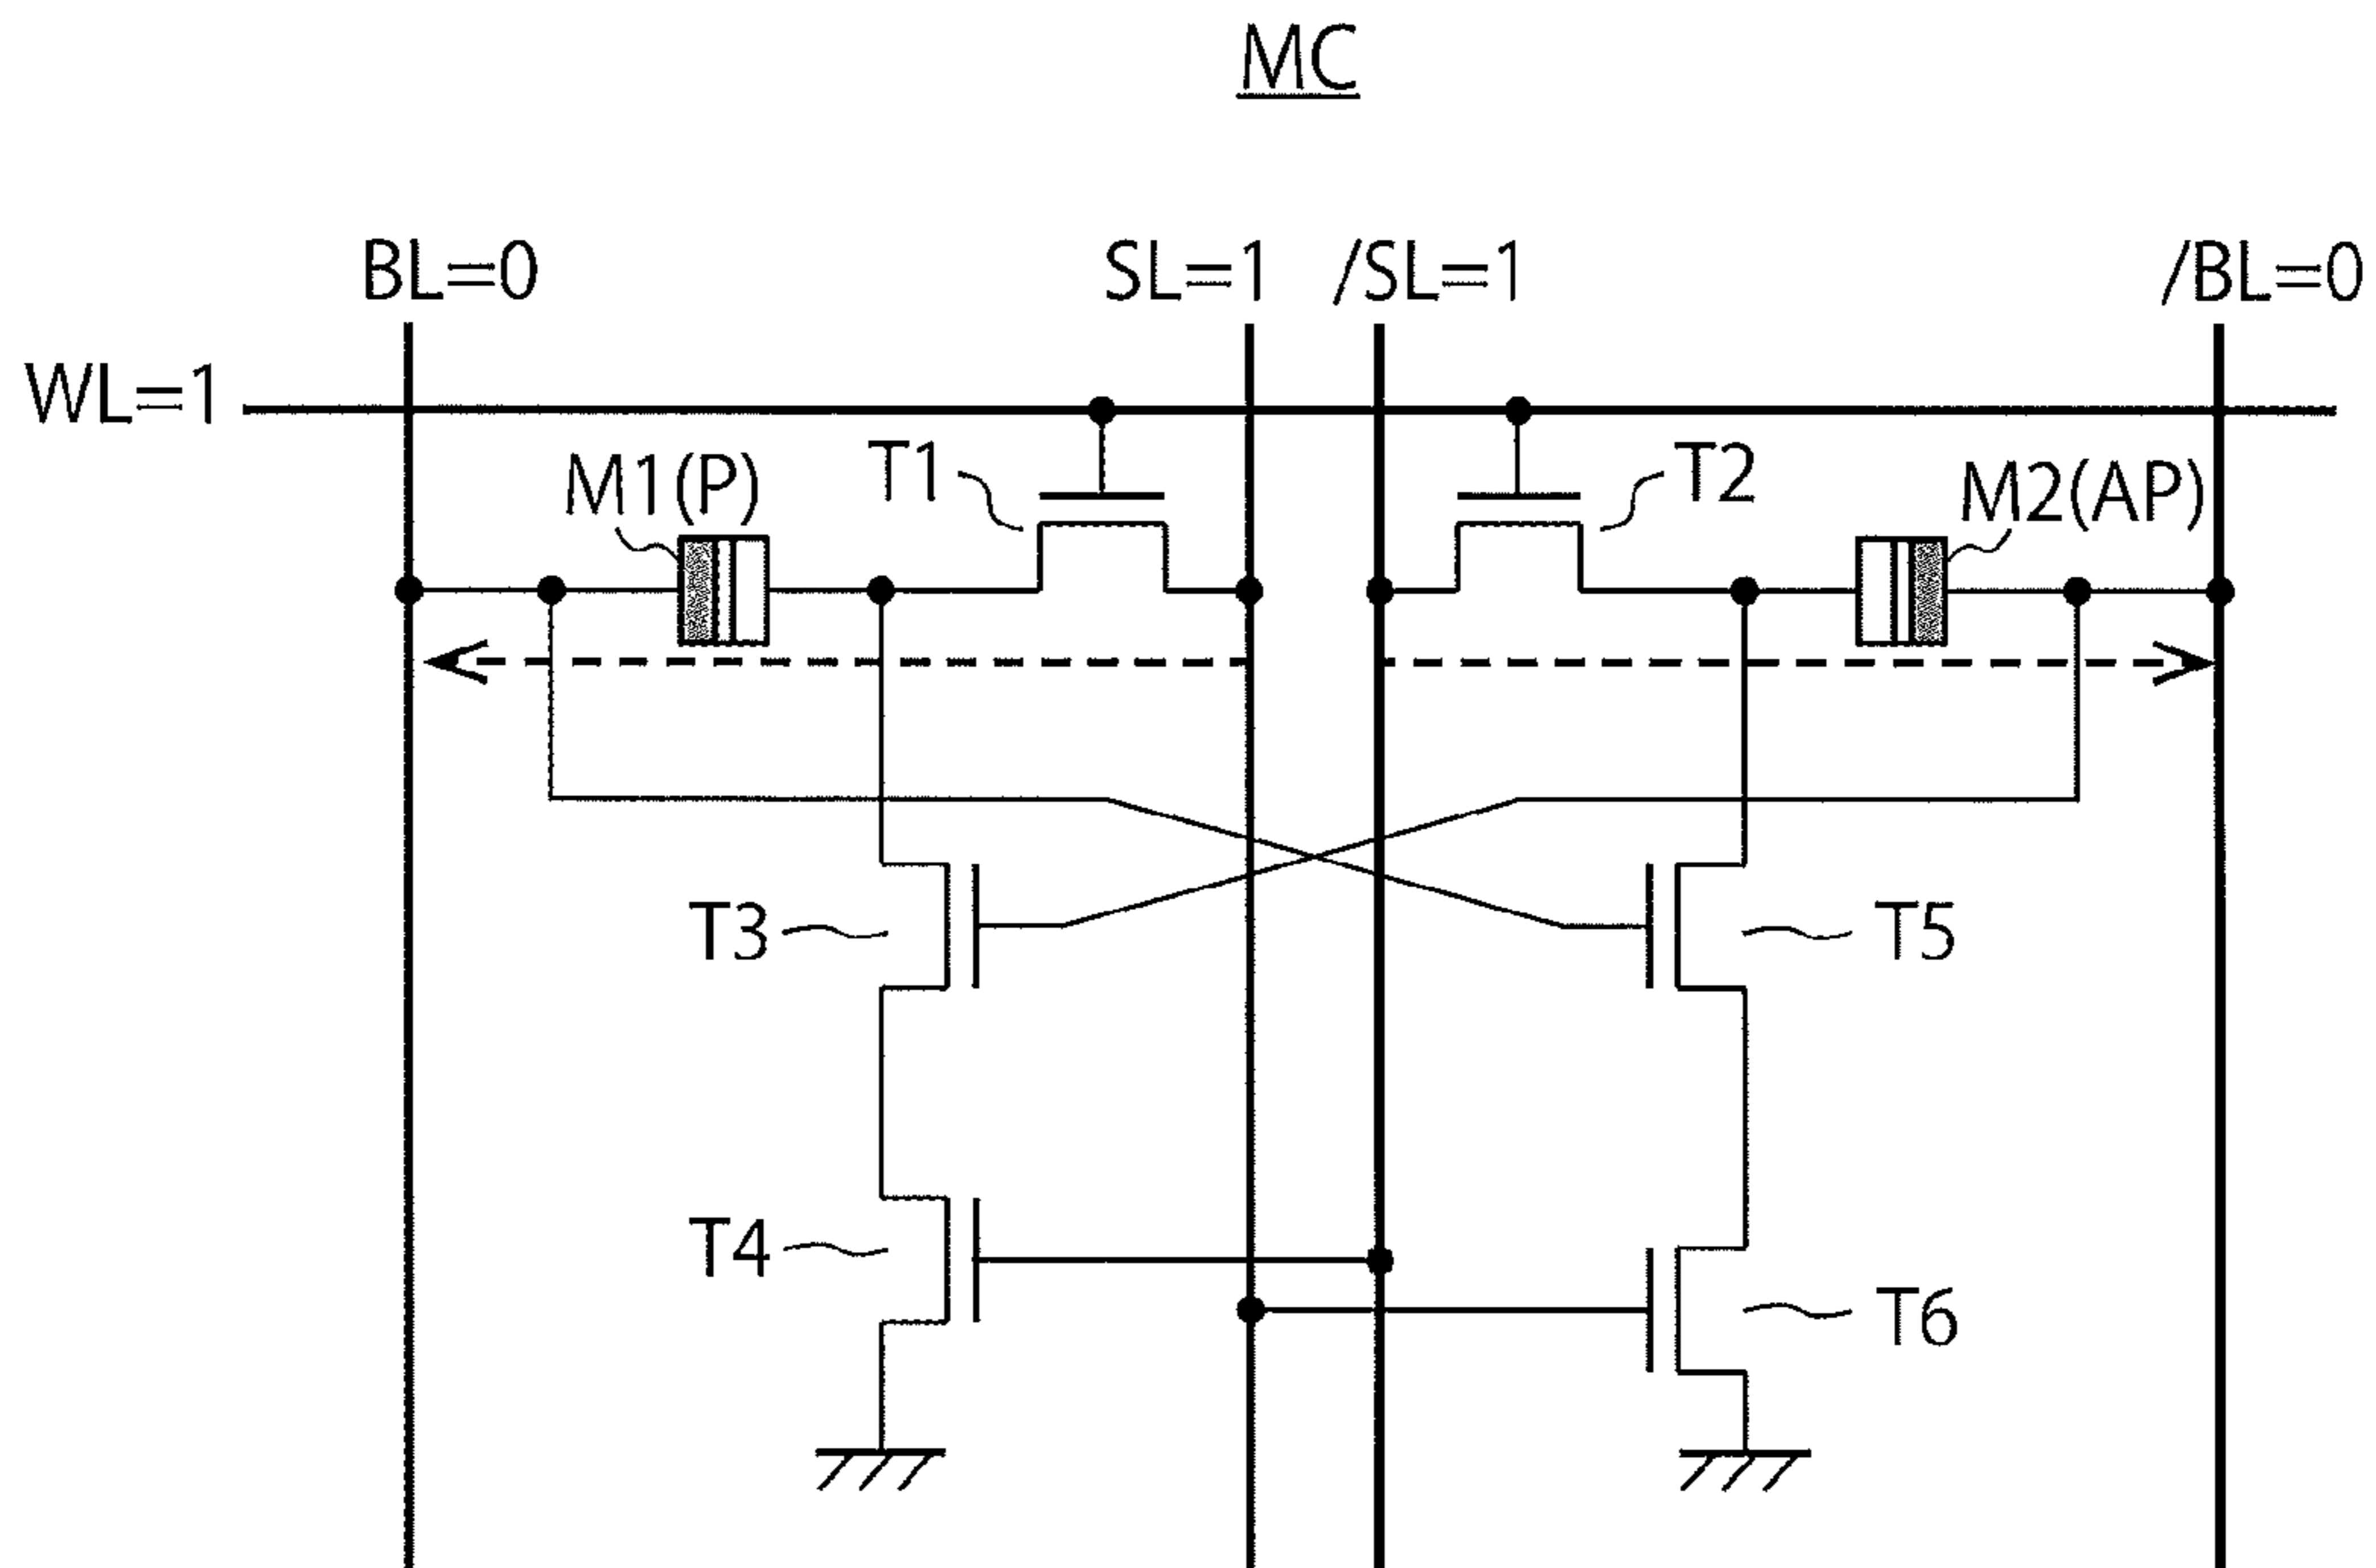 MC
BL=0 SL=1 /SL=1 /BL=0
WL=1
M1(P) T1 T2 M2(AP)
T3 T5
T4 T6